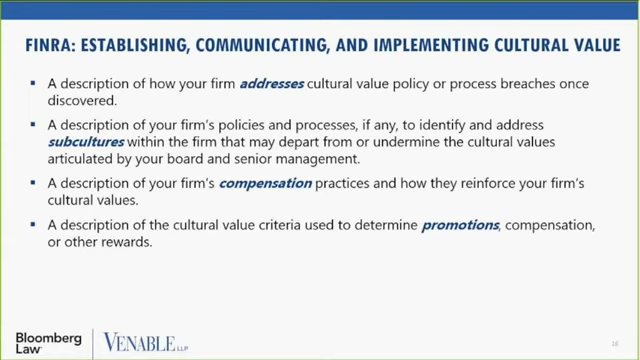 FINRA: ESTABLISHING, COMMUNICATING, AND IMPLEMENTING CULTURAL VALUE
▪ A description of how your firm addresses cultural value policy or process breaches once
discovered.
▪ A description of your firm's policies and processes, if any, to identify and address
subcultures within the firm that may depart from or undermine the cultural values
articulated by your board and senior management.
▪ A description of your firm's compensation practices and how they reinforce your firm's
cultural values.
▪ A description of the cultural value criteria used to determine promotions, compensation,
or other rewards.
Bloomberg
Law
VENABLE LLP